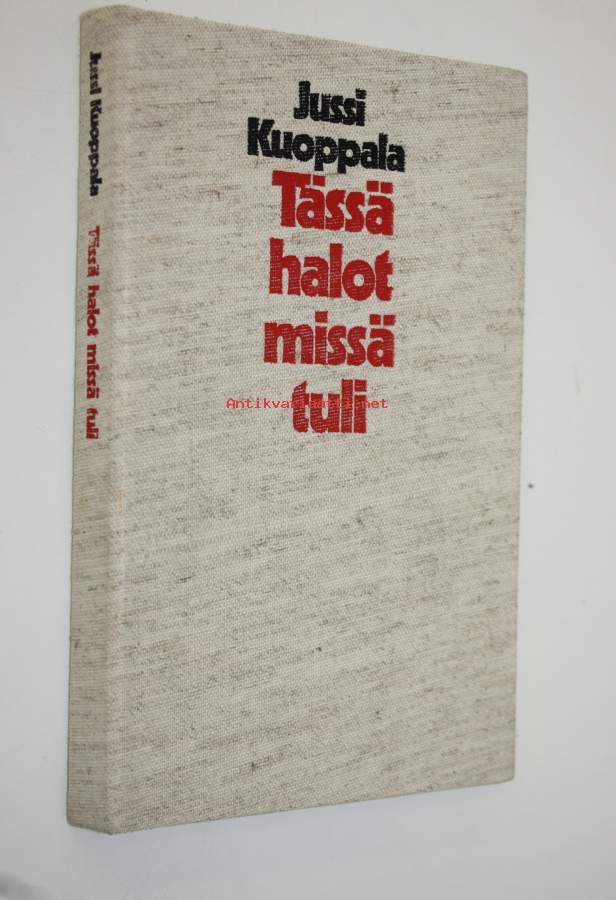 Jussi Kuoppala Tässä halot missä tuli
Jussi
Kuoppala
Tässä
halot
missä
tuli